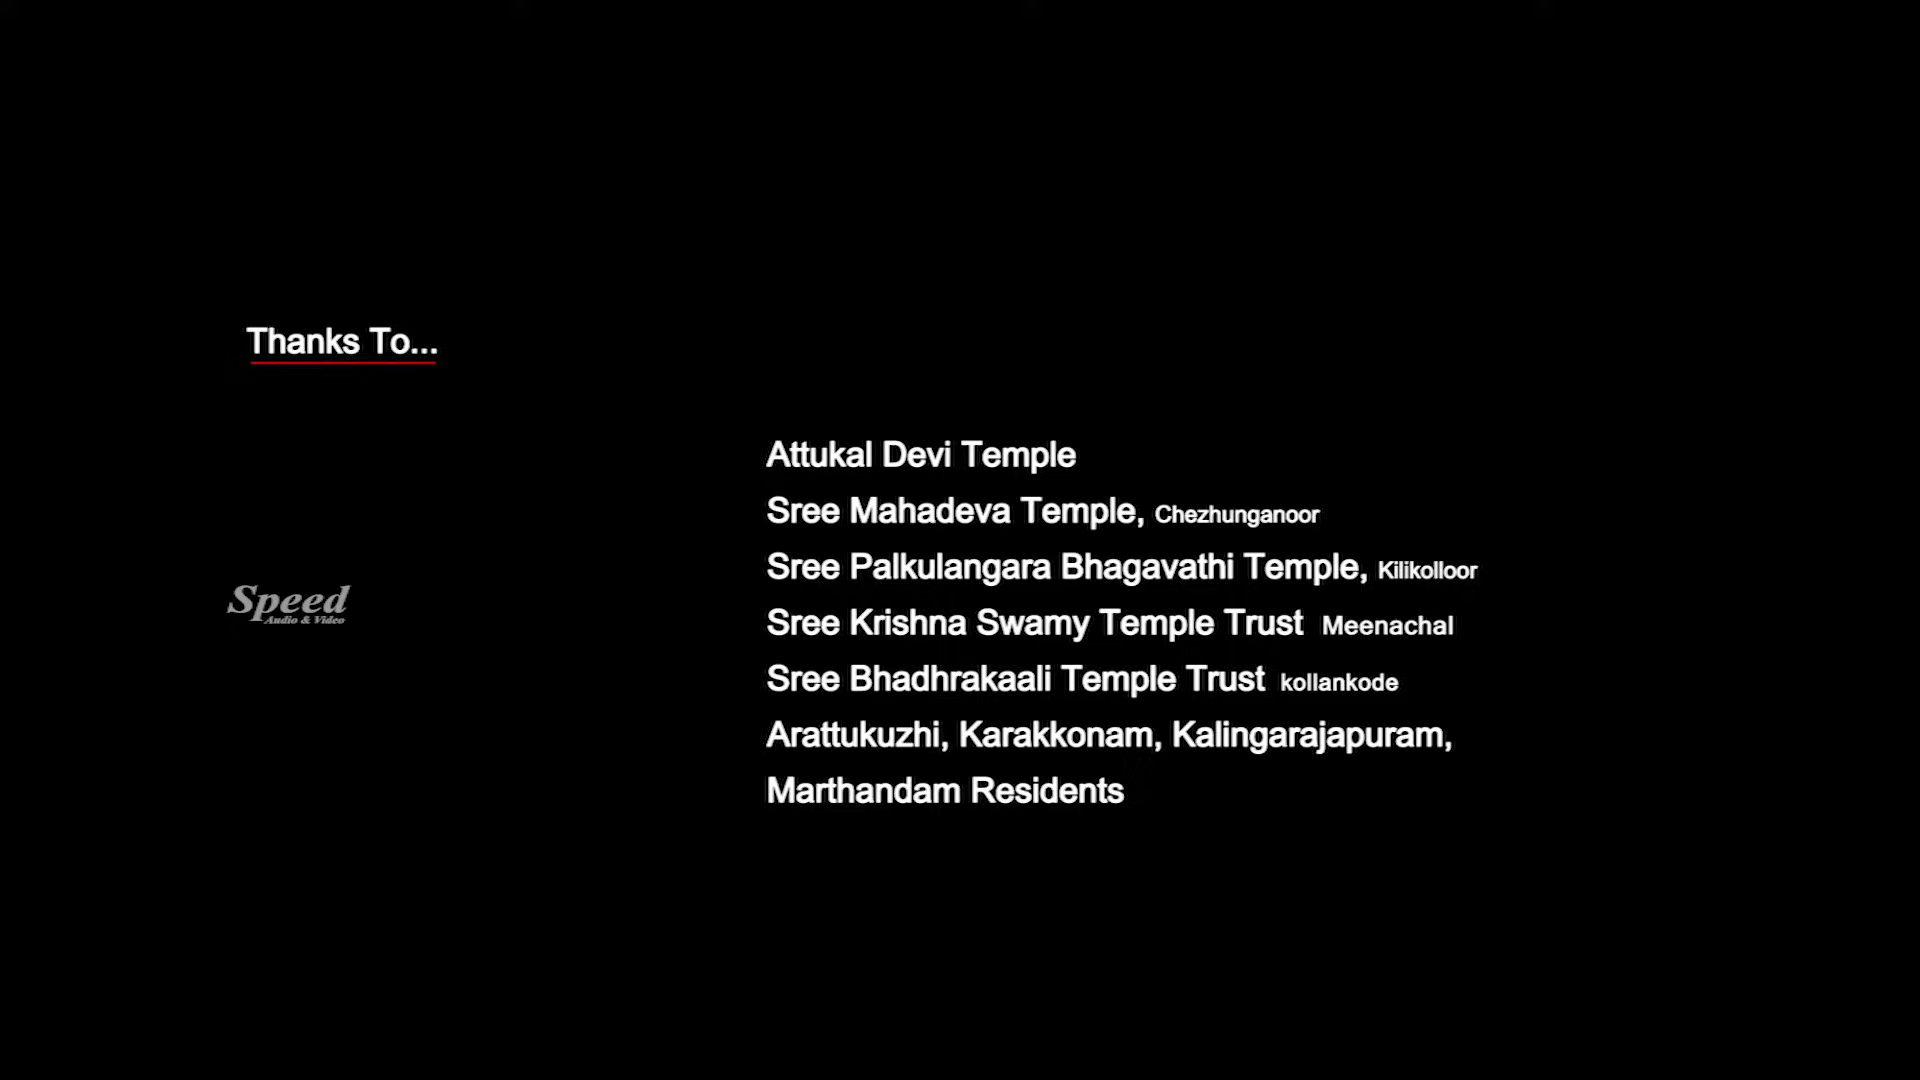 Thanks To...
Attukal Devi Temple
Sree Mahadeva Temple, Chezhunganoor
Sree Palkulangara Bhagavathi Temple, Kilikolloor
Speed
Audio & Video
Sree Krishna Swamy Temple Trust Meenachal
Sree Bhadhrakaali Temple Trust kollankode
Arattukuzhi, Karakkonam, Kalingarajapuram,
Marthandam Residents